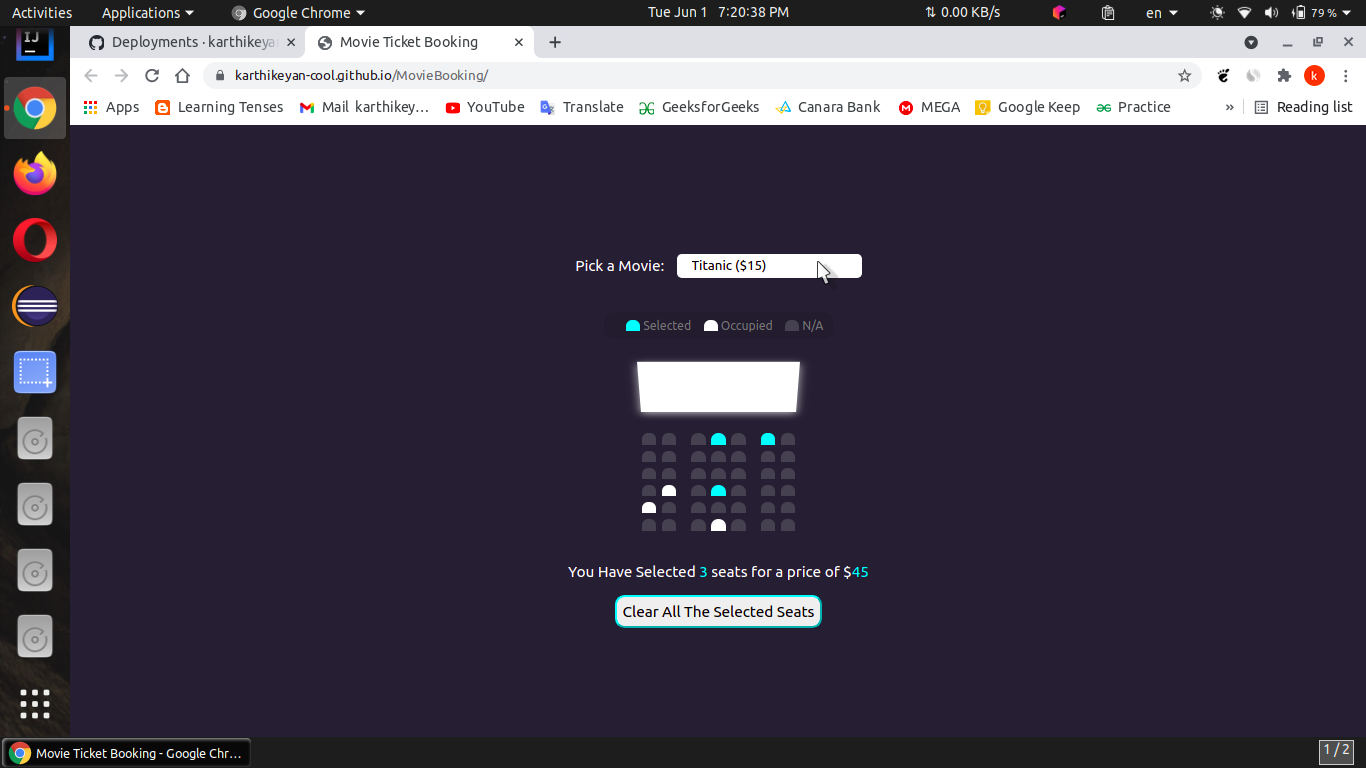 Activities Applications Google Chrome Tue Jun 1 7:20:38 PM 0.00 KB/s en 79 %
IJ
Deployments · karthikeya
Movie Ticket Booking
karthikeyan-cool.github.io/MovieBooking/ k
Apps Learning Tenses Mail karthikey… YouTube Translate GeeksforGeeks Canara Bank MEGA Google Keep Practice » Reading list
Pick a Movie: Titanic ($15)
Selected Occupied N/A
You Have Selected 3 seats for a price of $45
Clear All The Selected Seats
Movie Ticket Booking - Google Chr… 1 / 2